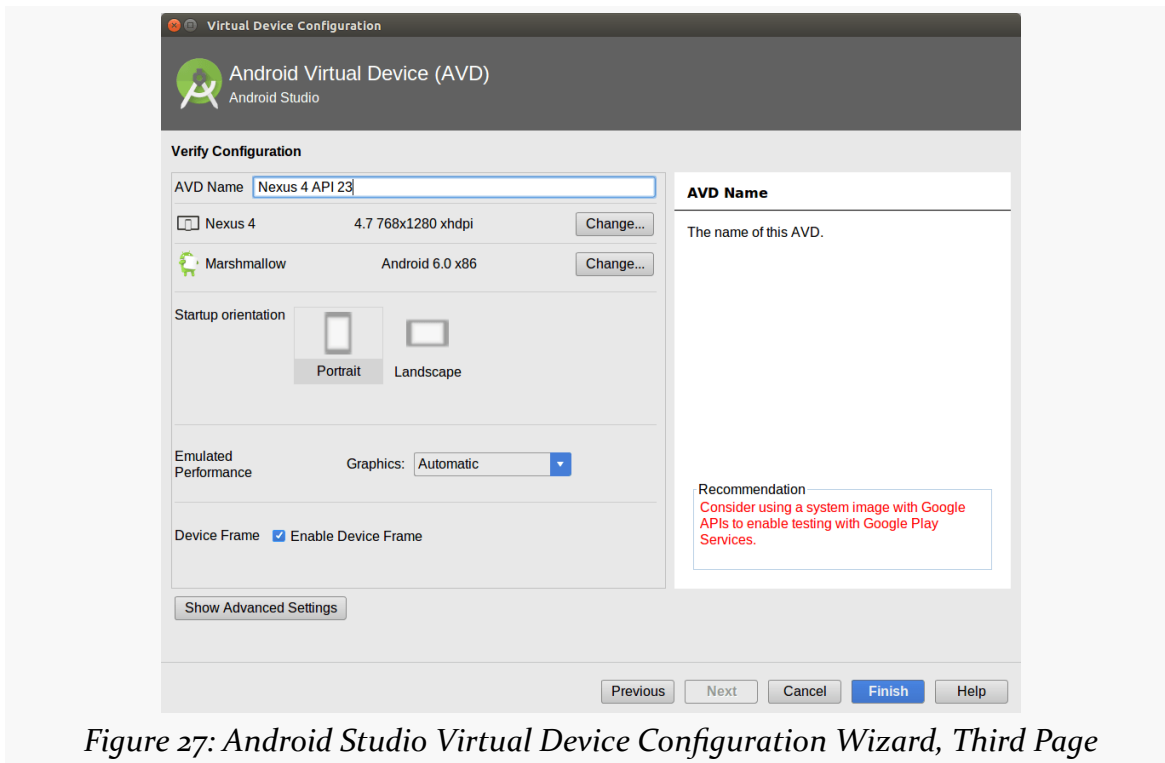 Virtual Device Configuration
Android Virtual Device (AVD)
Android Studio
Verify Configuration
AVD Name Nexus 4 API 23
Nexus 4 4.7 768x1280 xhdpi Change...
Marshmallow Android 6.0 x86 Change...
Startup orientation
Portrait Landscape
Emulated
Performance
Graphics: Automatic
Device Frame Enable Device Frame
Show Advanced Settings
AVD Name
The name of this AVD.
Recommendation
Consider using a system image with Google
APIs to enable testing with Google Play
Services.
Previous Next Cancel Finish Help
Figure 27: Android Studio Virtual Device Configuration Wizard, Third Page